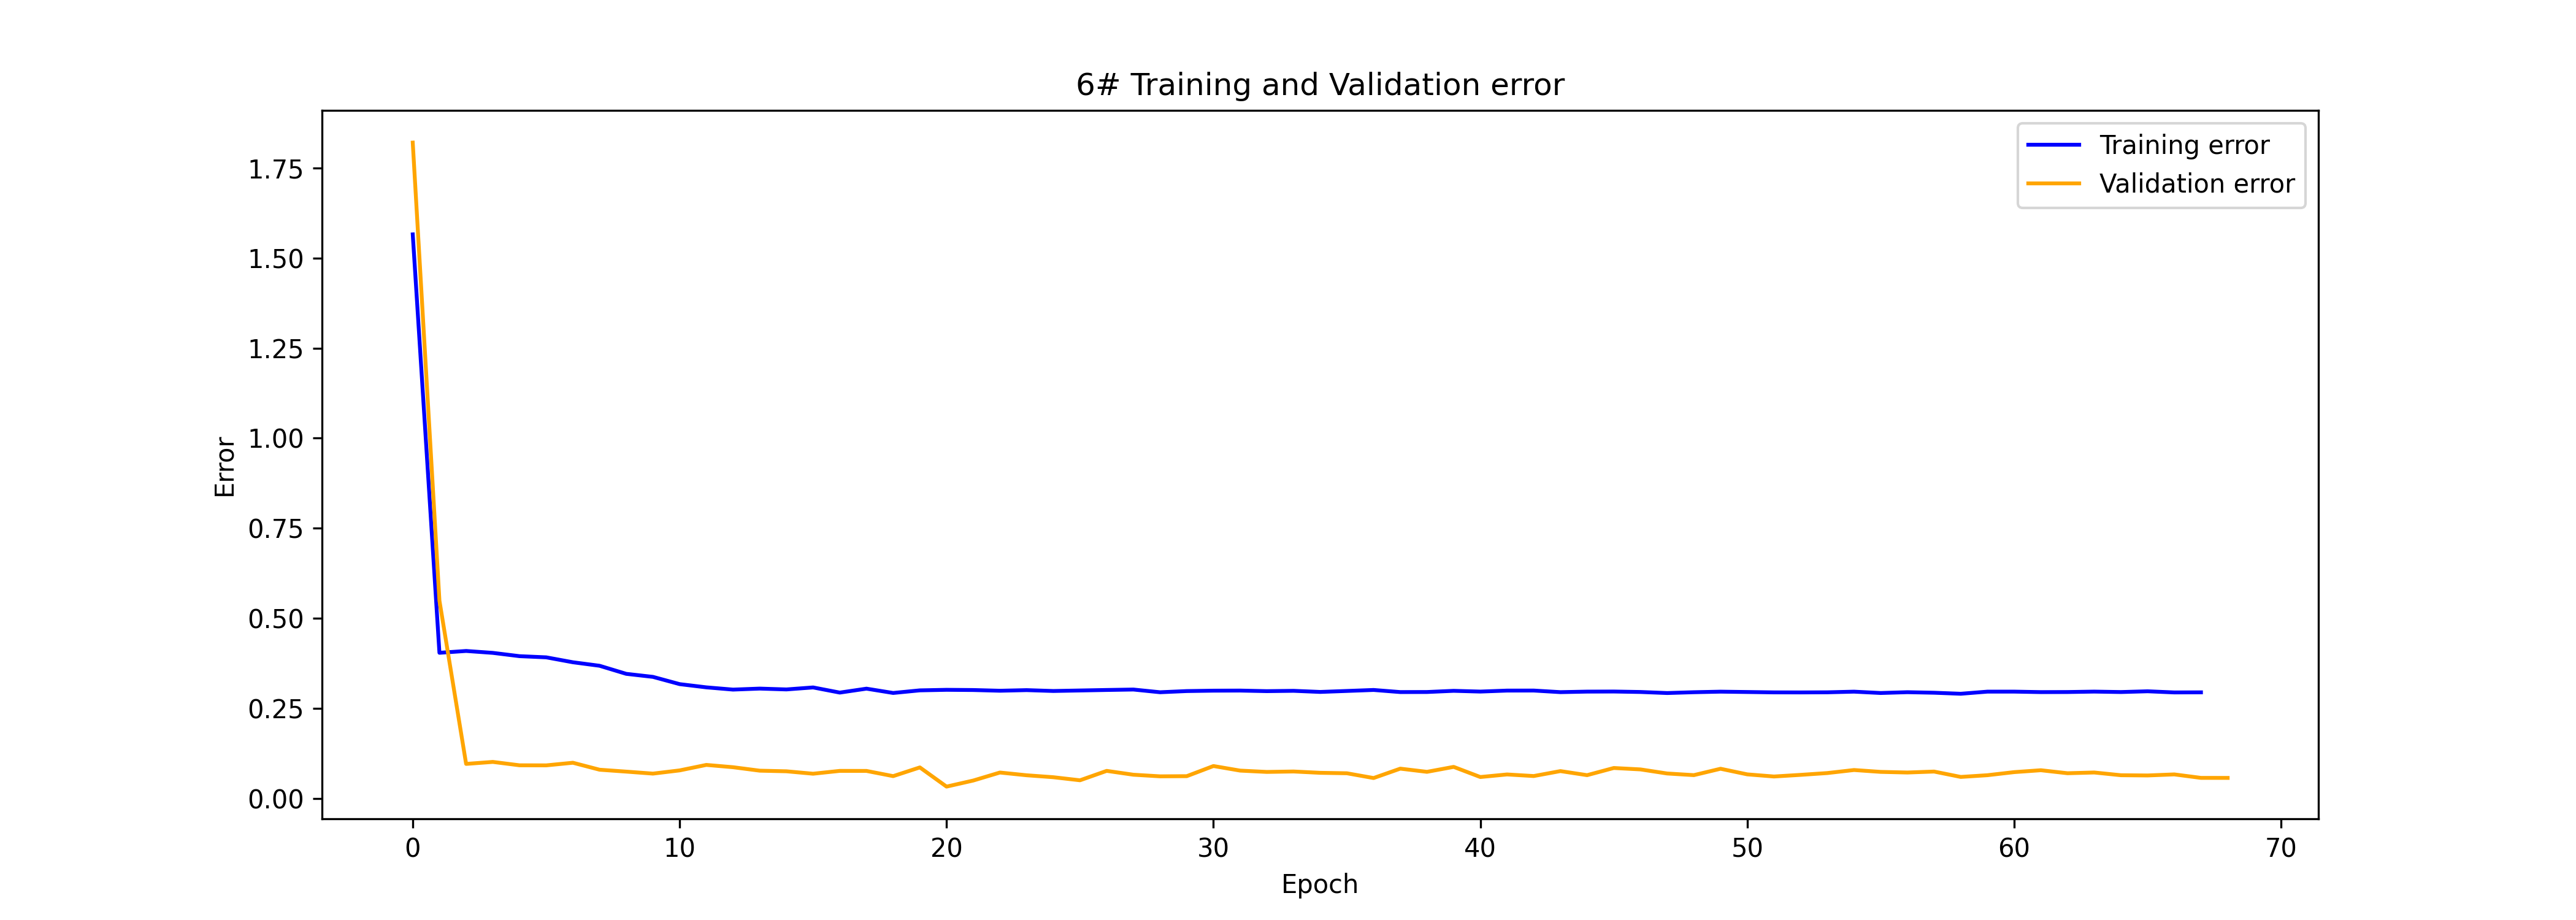 6# Training and Validation error
Training error
Validation error
1.75
1.50
1.25
1.00
0.75
0.50
0.25
0.00
Error
0 10 20 30 40 50 60 70
Epoch